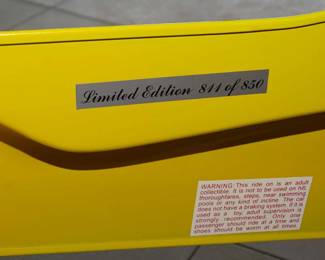 Limited Edition 811 of 850
WARNING: This ride on is an adult
collectible. It is not to be used on hill,
thoroughfares, steps, near swimming
pools or any kind of incline. The car
does not have a braking system. If it is
used as a toy, adult supervision is
strongly recommended. Only one
passenger should ride at a time and
shoes should be worn at all times.